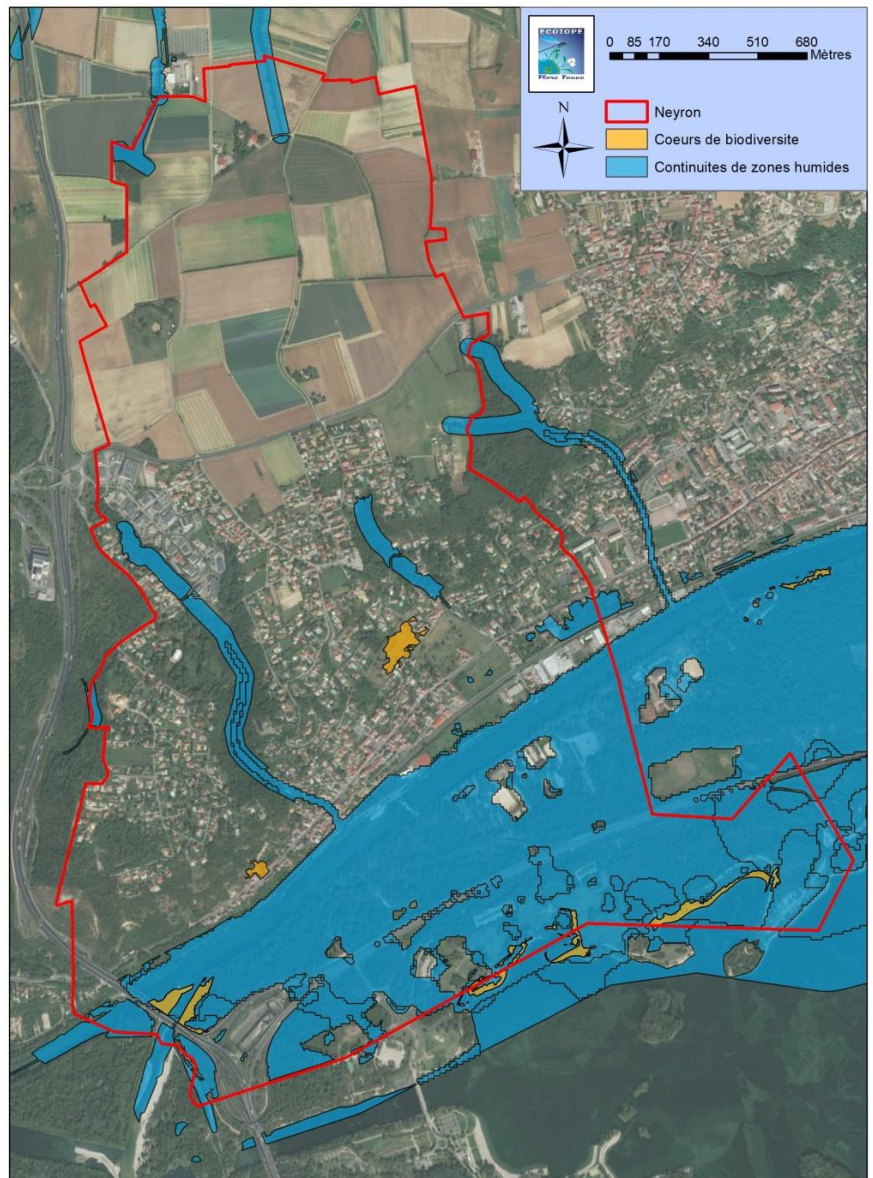 ECOTOPE
Flore Faune
0 85 170 340 510 680
Mètres
N
Neyron
Coeurs de biodiversite
Continuites de zones humides